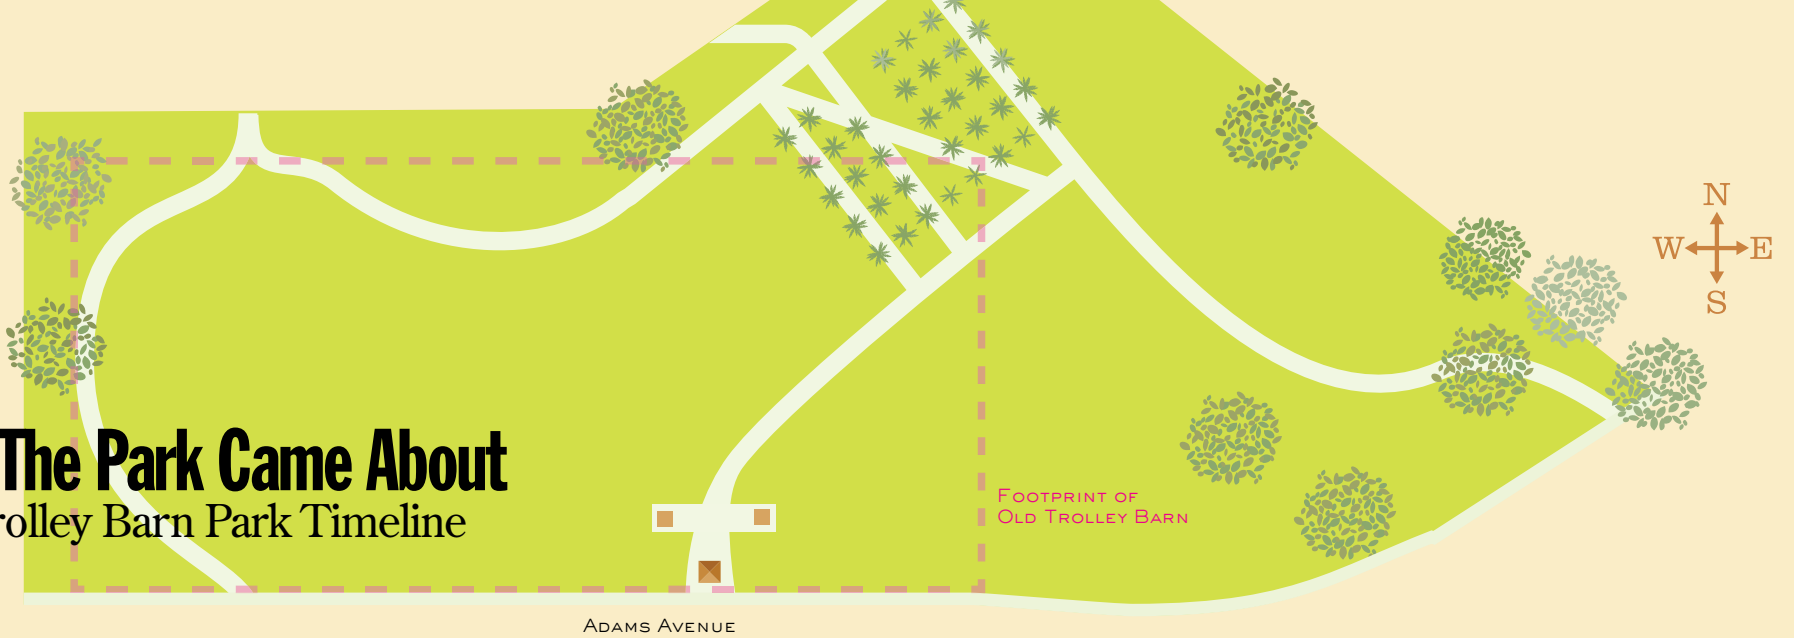 The Park Came About
rolley Barn Park Timeline
Footprint of
Old Trolley Barn
Adams Avenue
N
W E
S